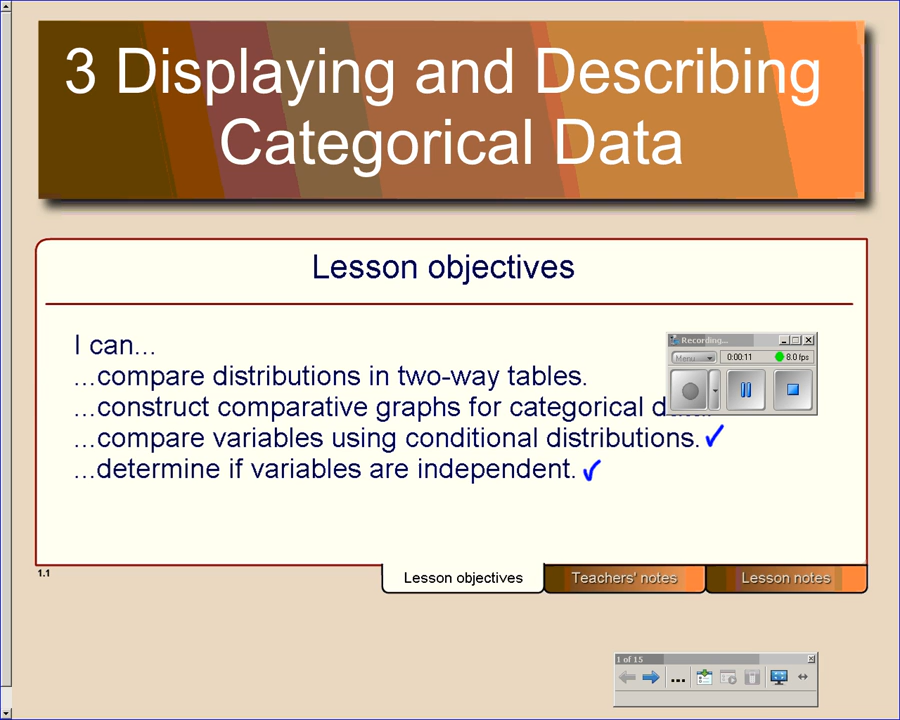 3 Displaying and Describing
Categorical Data
Lesson objectives
I can...
...compare distributions in two-way tables.
...construct comparative graphs for categorical
...compare variables using conditional distributions.
...determine if variables are independent.
Recording...
Menu
0:00:11
8.0 fps
1.1
Lesson objectives
Teachers' notes
Lesson notes
1 of 15